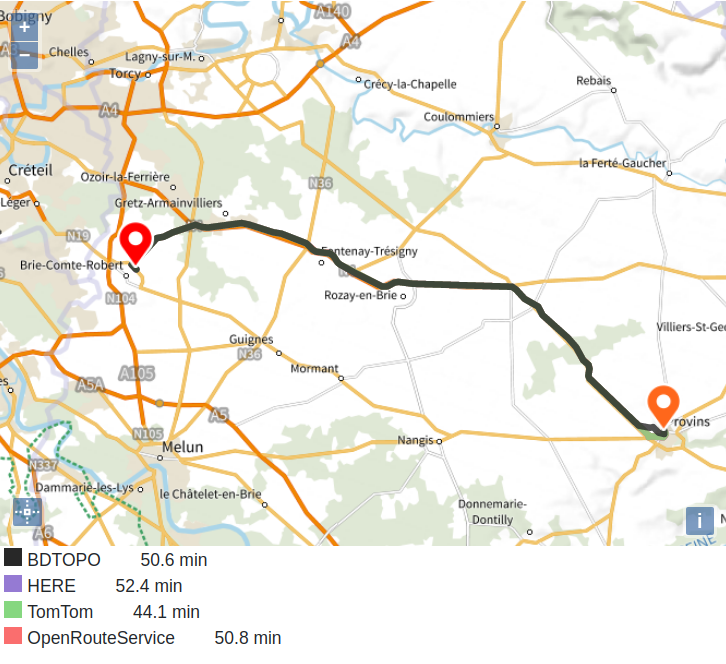 Bobigny
+
−
A140
A3
A4
Chelles
Lagny-sur-M.
Torcy
Crécy-la-Chapelle
Rebais
A4
Coulommiers
Créteil
la Ferté-Gaucher
Ozoir-la-Ferrière
N36
Léger
Gretz-Armainvilliers
N19
Fontenay-Trésigny
Brie-Comte-Robert
Rozay-en-Brie
N104
Villiers-St-Geo
Guignes
N36
Mormant
A105
A5A
es
A5
rovins
N105
Nangis
Melun
N337
Dammarie-les-Lys
le Châtelet-en-Brie
Donnemarie-
Dontilly
i
N
A6
SEINE
BDTOPO 50.6 min
HERE 52.4 min
TomTom 44.1 min
OpenRouteService 50.8 min